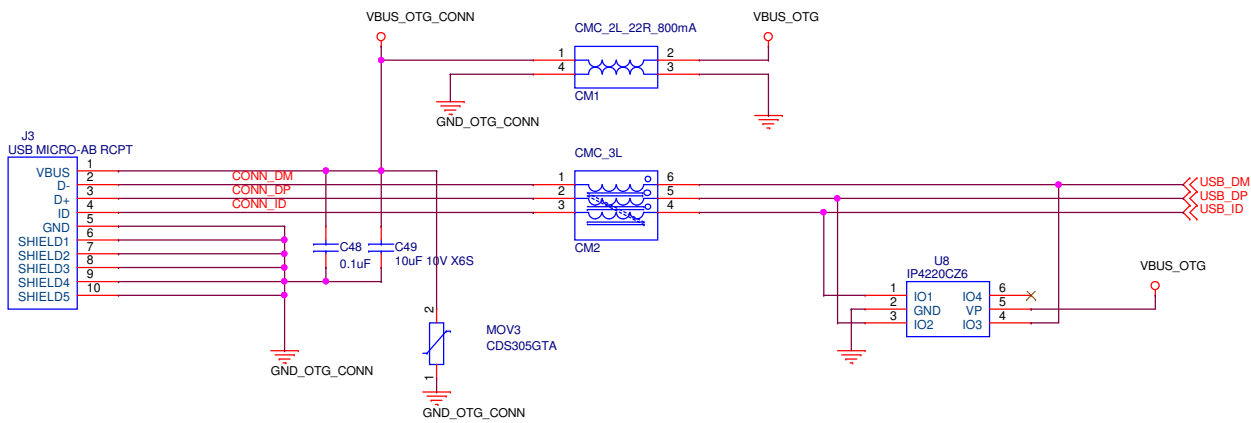 VBUS_OTG_CONN
VBUS_OTG
CMC_2L_22R_800mA
1
2
4
3
CM1
GND_OTG_CONN
J3
USB MICRO-AB RCPT
CMC_3L
VBUS 1
D- 2
CONN_DM
D+ 3
CONN_DP
ID 4
CONN_ID
GND 5
SHIELD1 6
SHIELD2 7
SHIELD3 8
SHIELD4 9
SHIELD5 10
1
6
2
5
3
4
CM2
USB_DM
USB_DP
USB_ID
C48
0.1uF
C49
10uF 10V X6S
U8
IP4220CZ6
VBUS_OTG
1 IO1 IO4 6
2 GND VP 5
3 IO2 IO3 4
2
MOV3
CDS305GTA
1
GND_OTG_CONN
GND_OTG_CONN